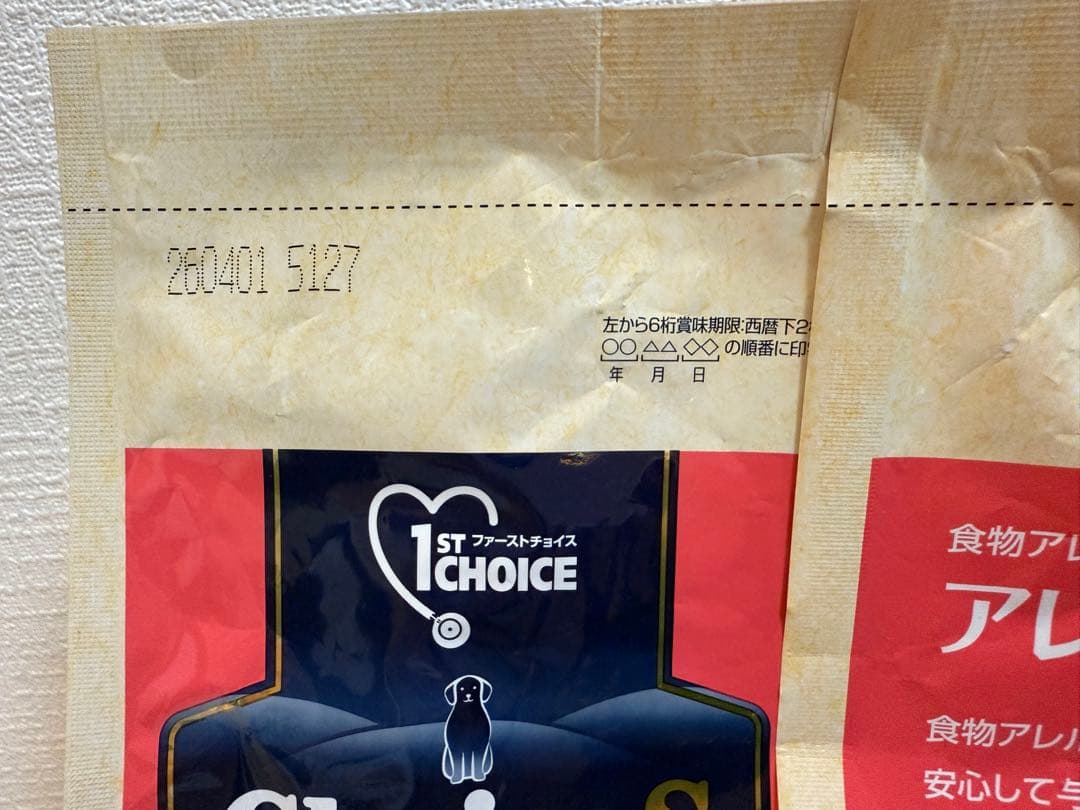 260401 5127
左から6桁賞味期限:西暦下2
○○ △△ ◇◇ の順番に印
年 月 日
1ST CHOICE
ファーストチョイス
食物アレ
アレ
食物アレル
安心して与